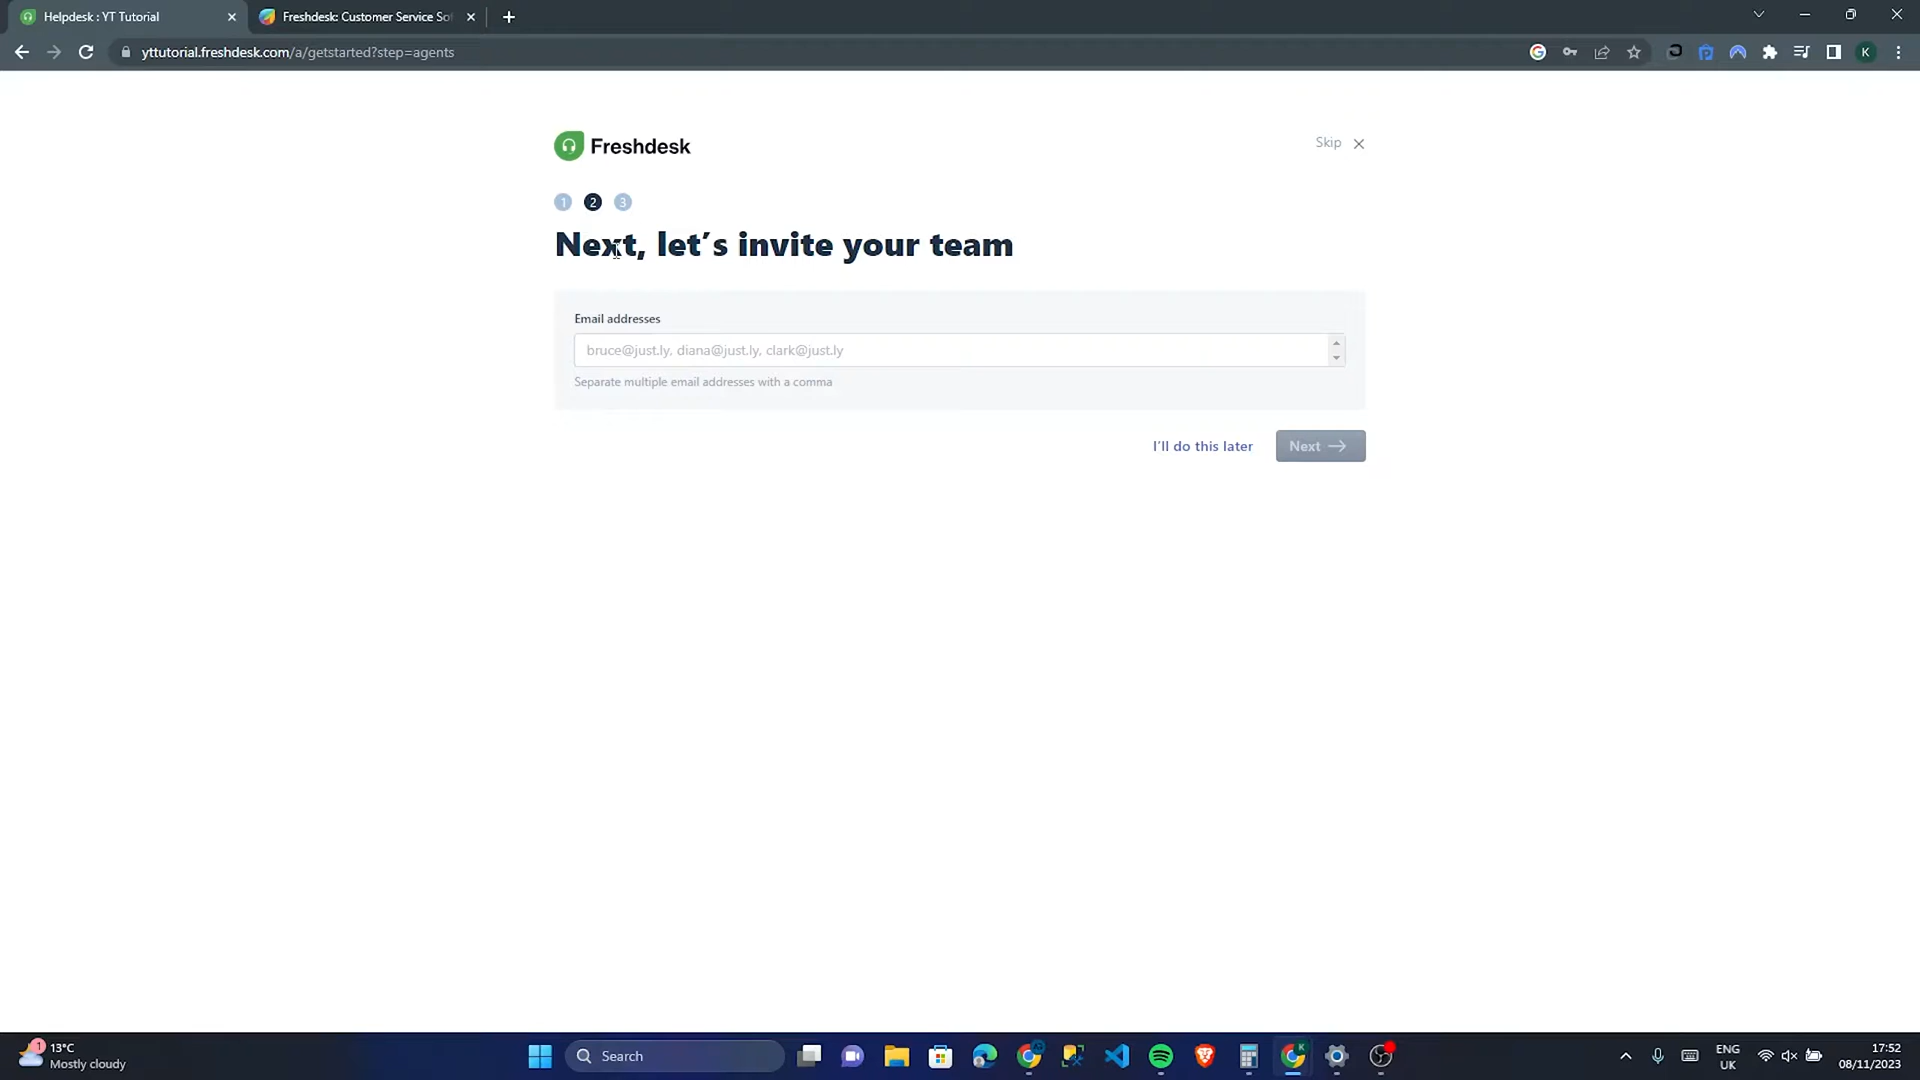 Helpdesk : YT Tutorial
Freshdesk: Customer Service So
yttutorial.freshdesk.com/a/getstarted?step=agents
K
Freshdesk
Skip
1 2 3
Next, let's invite your team
Email addresses
bruce@just.ly, diana@just.ly, clark@just.ly
Separate multiple email addresses with a comma
I'll do this later
Next
1
13°C
Mostly cloudy
Search
K
ENG
UK
17:52
08/11/2023